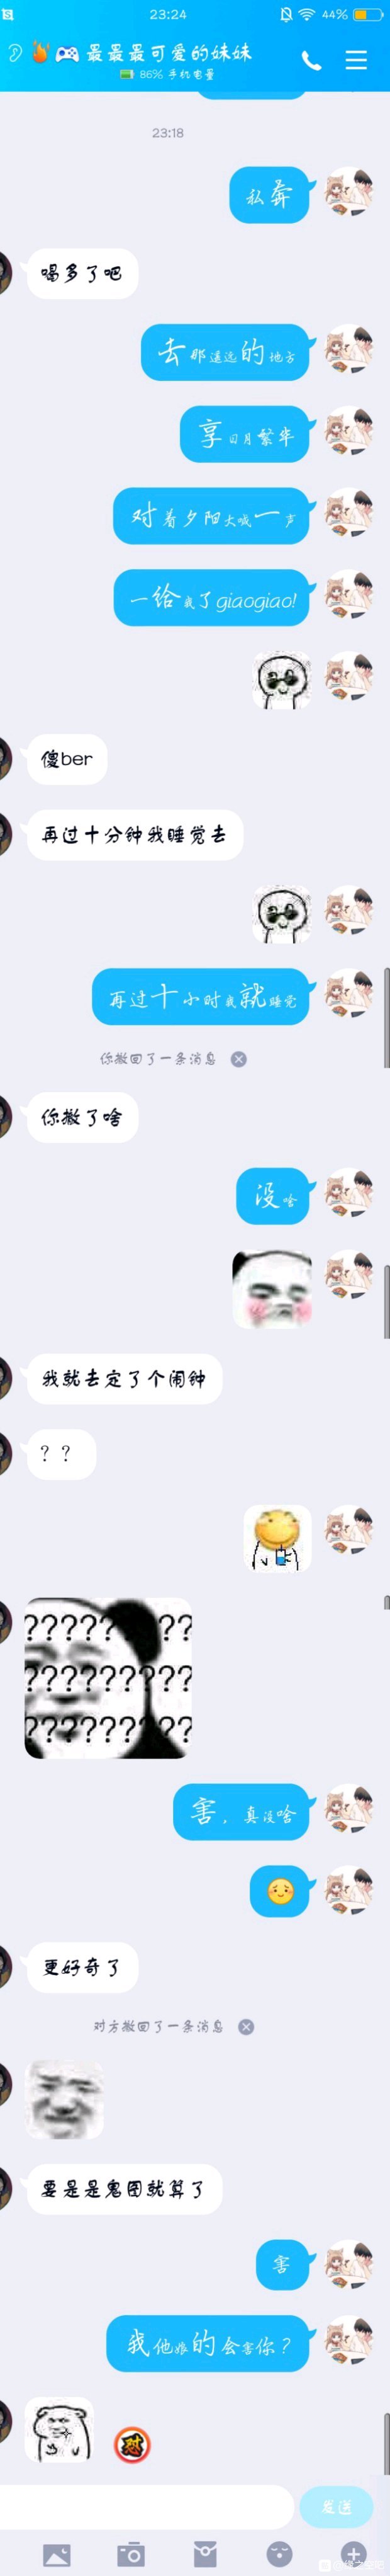 23:24
44%
最最最可爱的妹妹
86% 手机电量
23:18
私奔
喝多了吧
去那遥远的地方
享日月繁华
对着夕阳大喊一声
一给我了giaogiao!
傻ber
再过十分钟我睡觉去
再过十小时我就睡觉
你撤回了一条消息
你撤了啥
没啥
我就去定了个闹钟
??
?????? ??
???????? ???
???????? ??
害,真没啥
更好奇了
对方撤回了一条消息
要是是鬼图就算了
害
我他娘的会害你?
怼
发送